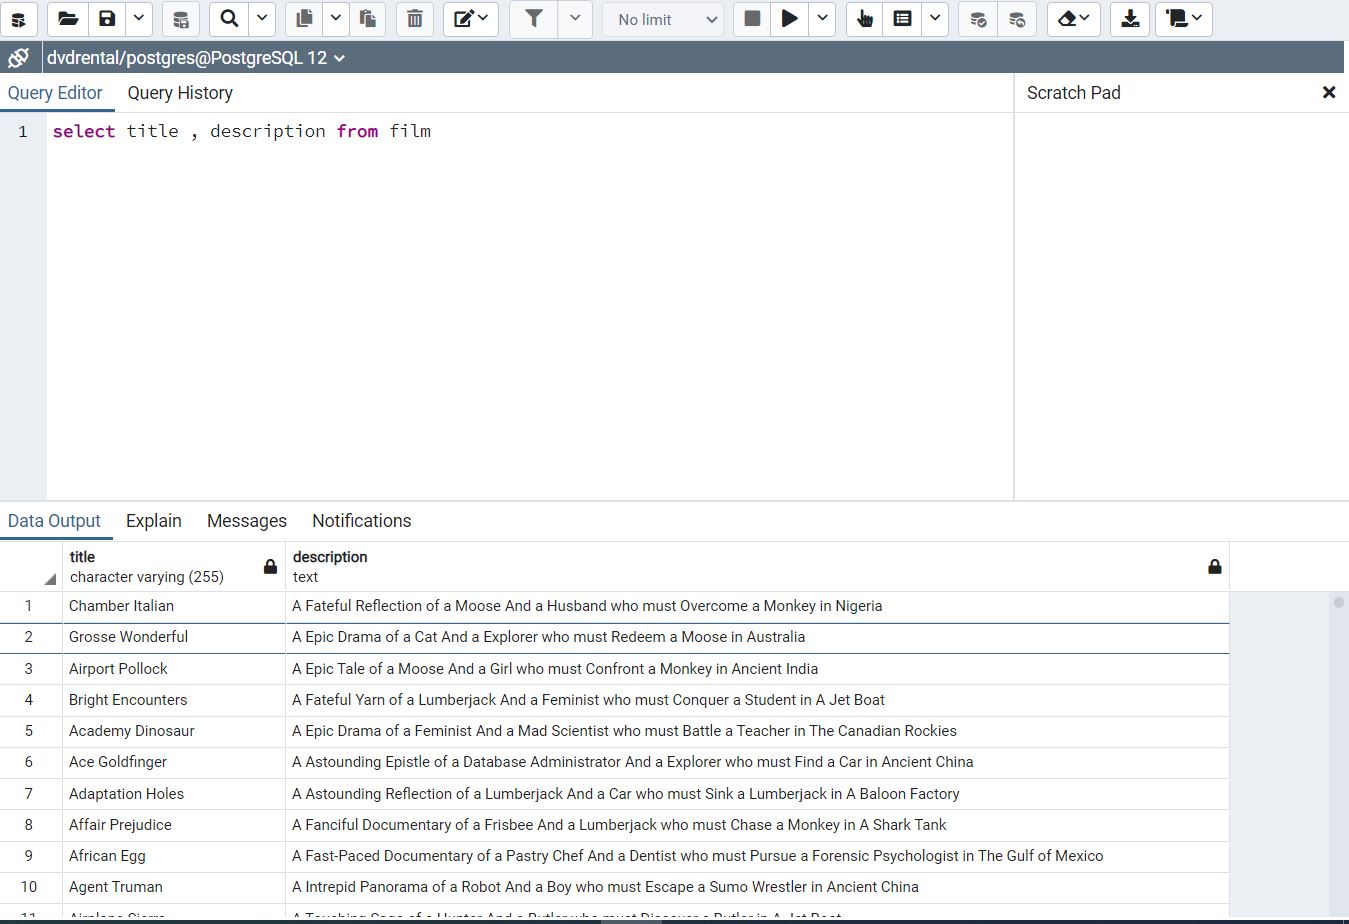 No limit
dvdrental/postgres@PostgreSQL 12
Query Editor Query History
Scratch Pad
1 select title , description from film
Data Output Explain Messages Notifications
title description
character varying (255) text
1 Chamber Italian A Fateful Reflection of a Moose And a Husband who must Overcome a Monkey in Nigeria
2 Grosse Wonderful A Epic Drama of a Cat And a Explorer who must Redeem a Moose in Australia
3 Airport Pollock A Epic Tale of a Moose And a Girl who must Confront a Monkey in Ancient India
4 Bright Encounters A Fateful Yarn of a Lumberjack And a Feminist who must Conquer a Student in A Jet Boat
5 Academy Dinosaur A Epic Drama of a Feminist And a Mad Scientist who must Battle a Teacher in The Canadian Rockies
6 Ace Goldfinger A Astounding Epistle of a Database Administrator And a Explorer who must Find a Car in Ancient China
7 Adaptation Holes A Astounding Reflection of a Lumberjack And a Car who must Sink a Lumberjack in A Baloon Factory
8 Affair Prejudice A Fanciful Documentary of a Frisbee And a Lumberjack who must Chase a Monkey in A Shark Tank
9 African Egg A Fast-Paced Documentary of a Pastry Chef And a Dentist who must Pursue a Forensic Psychologist in The Gulf of Mexico
10 Agent Truman A Intrepid Panorama of a Robot And a Boy who must Escape a Sumo Wrestler in Ancient China